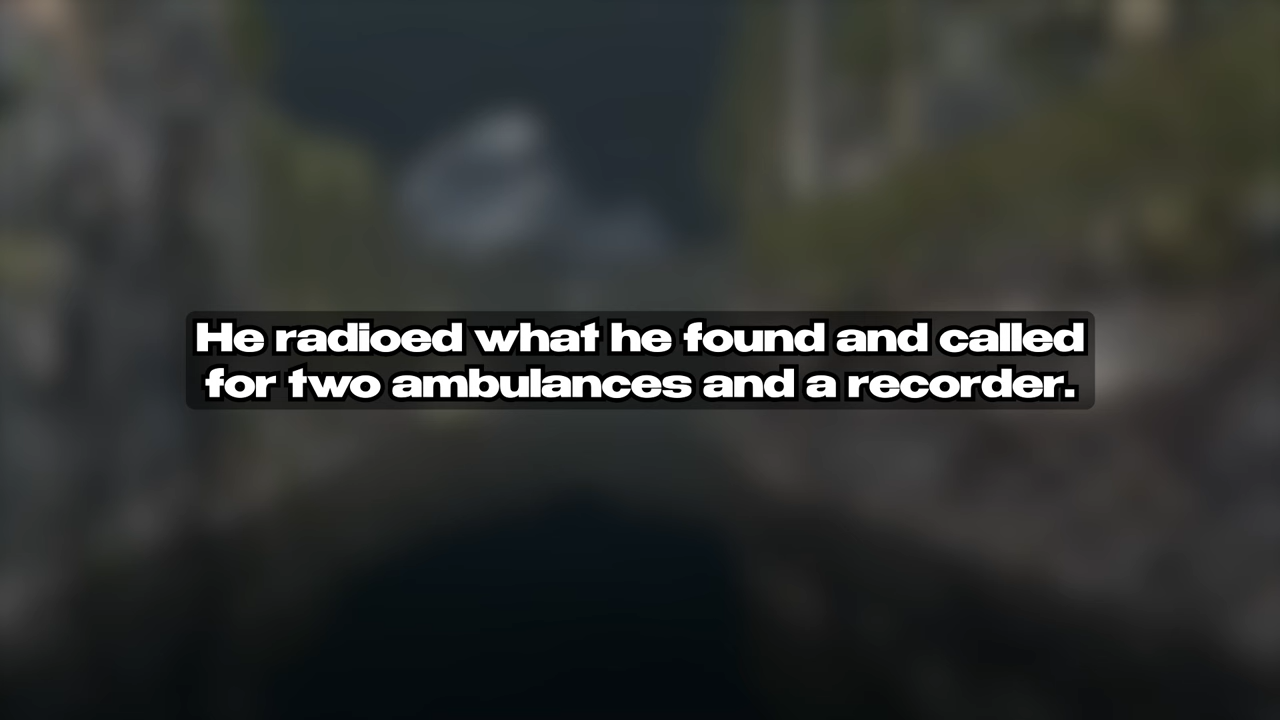 He radioed what he found and called
for two ambulances and a recorder.